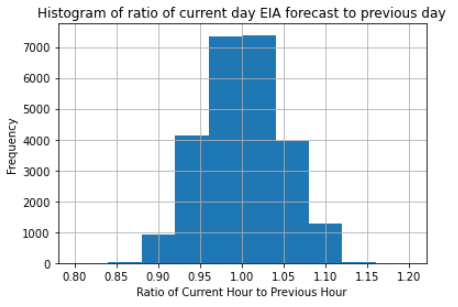 Histogram of ratio of current day EIA forecast to previous day
7000
6000
5000
4000
3000
2000
1000
0
Frequency
0.80 0.85 0.90 0.95 1.00 1.05 1.10 1.15 1.20
Ratio of Current Hour to Previous Hour